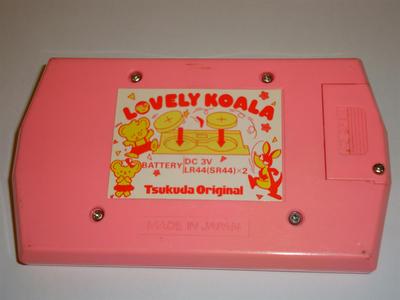 LOVELY KOALA
BATTERY DC 3V
LR44(SR44)×2
Tsukuda Original
MADE IN JAPAN